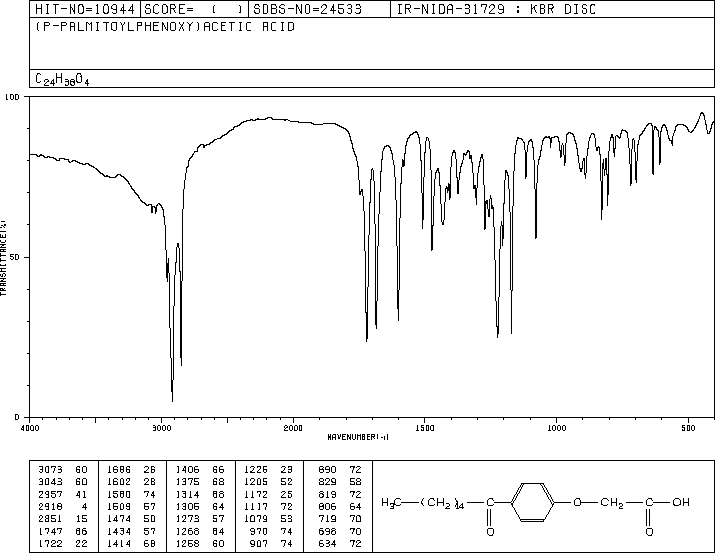 HIT-NO=10944 SCORE= ( ) SDBS-NO=24533 IR-NIDA-31729 : KBR DISC
(P-PALMITOYLPHENOXY)ACETIC ACID
C24H38O4
100
50
0
TRANSMITTANCE(%)
4000 3000 2000 1500 1000 500
WAVENUMBER(-1)
3073 60 1686 26 1406 66 1226 23 890 72
3043 60 1602 28 1375 68 1205 52 829 58
2957 41 1580 74 1314 68 1172 25 819 72
2918 4 1509 57 1305 64 1117 72 806 64
2851 15 1474 50 1273 57 1079 53 719 70
1747 66 1434 57 1268 64 970 74 698 70
1722 22 1414 68 1258 60 907 74 634 72
H3C (CH2)14 C O CH2 C OH
O O